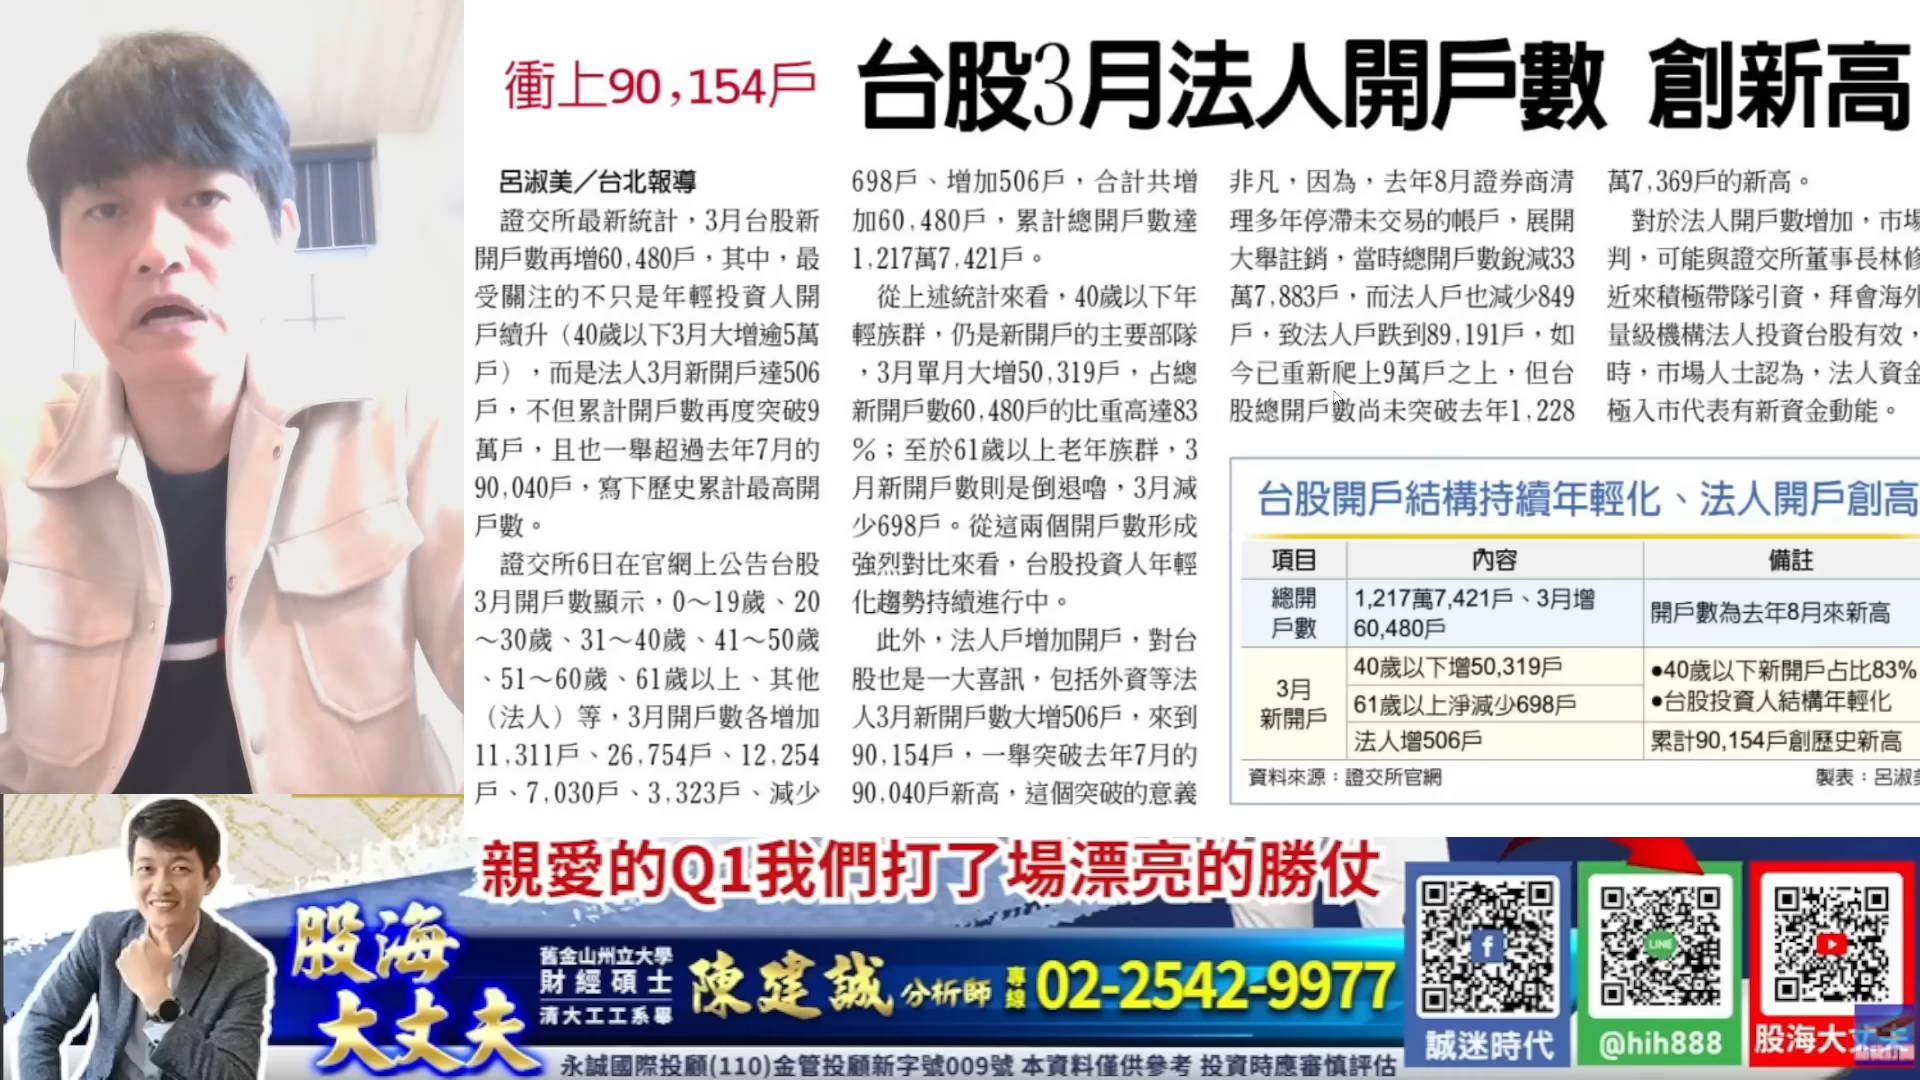 衝上90,154戶 台股3月法人開戶數 創新高
呂淑美／台北報導
證交所最新統計，3月台股新
開戶數再增60,480戶，其中，最
受關注的不只是年輕投資人開
戶續升（40歲以下3月大增逾5萬
戶），而是法人3月新開戶達506
戶，不但累計開戶數再度突破9
萬戶，且也一舉超過去年7月的
90,040戶，寫下歷史累計最高開
戶數。
證交所6日在官網上公告台股
3月開戶數顯示，0～19歲、20
～30歲、31～40歲、41～50歲
、51～60歲、61歲以上、其他
（法人）等，3月開戶數各增加
11,311戶、26,754戶、12,254
戶、7,030戶、3,323戶、減少
698戶、增加506戶，合計共增
加60,480戶，累計總開戶數達
1,217萬7,421戶。
從上述統計來看，40歲以下年
輕族群，仍是新開戶的主要部隊
，3月單月大增50,319戶，占總
新開戶數60,480戶的比重高達83
％；至於61歲以上老年族群，3
月新開戶數則是倒退嚕，3月減
少698戶。從這兩個開戶數形成
強烈對比來看，台股投資人年輕
化趨勢持續進行中。
此外，法人戶增加開戶，對台
股也是一大喜訊，包括外資等法
人3月新開戶數大增506戶，來到
90,154戶，一舉突破去年7月的
90,040戶新高，這個突破的意義
非凡，因為，去年8月證券商清
理多年停滯未交易的帳戶，展開
大舉註銷，當時總開戶數銳減33
萬7,883戶，而法人戶也減少849
戶，致法人戶跌到89,191戶，如
今已重新爬上9萬戶之上，但台
股總開戶數尚未突破去年1,228
萬7,369戶的新高。
對於法人開戶數增加，市場
判，可能與證交所董事長林修
近來積極帶隊引資，拜會海外
量級機構法人投資台股有效，
時，市場人士認為，法人資金
極入市代表有新資金動能。
台股開戶結構持續年輕化、法人開戶創高
項目 內容 備註
總開戶數 1,217萬7,421戶、3月增60,480戶 開戶數為去年8月來新高
3月新開戶 40歲以下增50,319戶 ●40歲以下新開戶占比83%
61歲以上淨減少698戶 ●台股投資人結構年輕化
法人增506戶 累計90,154戶創歷史新高
資料來源：證交所官網 製表：呂淑
親愛的Q1我們打了場漂亮的勝仗
股海
大丈夫
舊金山州立大學
財經碩士
清大工工系畢
陳建誠 分析師 專線 02-2542-9977
誠迷時代
LINE
@hih888
股海大丈
永誠國際投顧(110)金管投顧新字號009號 本資料僅供參考 投資時應審慎評估